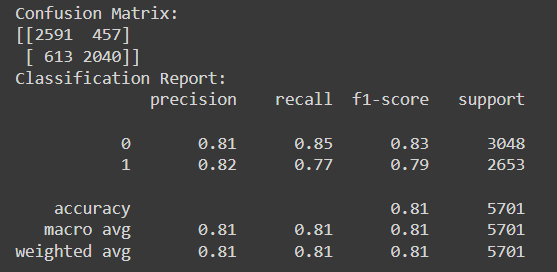 Confusion Matrix:
[[2591  457]
 [ 613 2040]]
Classification Report:
              precision    recall  f1-score   support

           0       0.81      0.85      0.83      3048
           1       0.82      0.77      0.79      2653

    accuracy                           0.81      5701
   macro avg       0.81      0.81      0.81      5701
weighted avg       0.81      0.81      0.81      5701